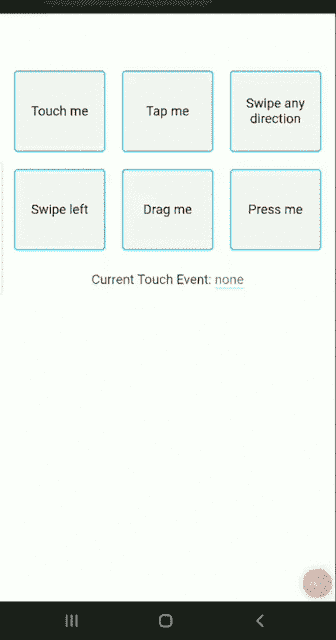 Touch me
Tap me
Swipe any
direction
Swipe left
Drag me
Press me
Current Touch Event: none